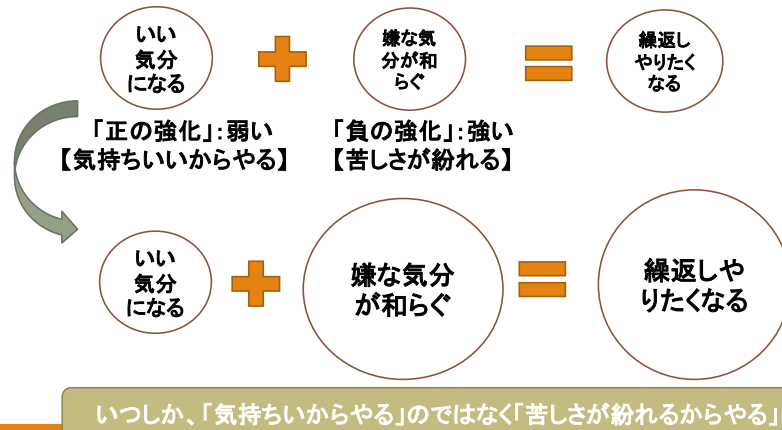 いい
気分
になる
嫌な気
分が和
らぐ
繰返し
やりたく
なる
「正の強化」:弱い
【気持ちいいからやる】
「負の強化」:強い
【苦しさが紛れる】
いい
気分
になる
嫌な気分
が和らぐ
繰返しや
りたくなる
いつしか、「気持ちいからやる」のではなく「苦しさが紛れるからやる」